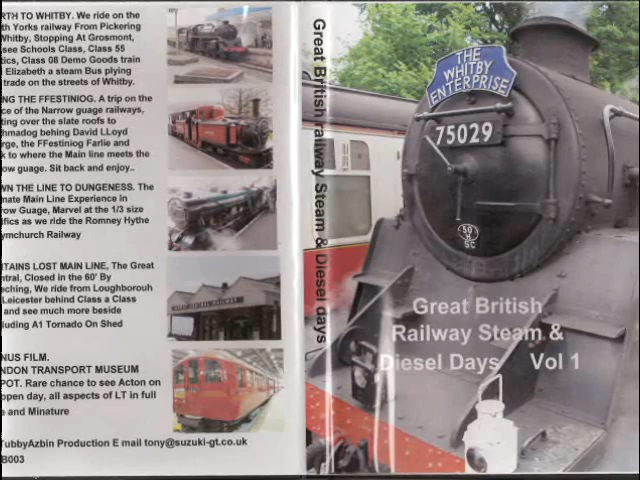 RTH TO WHITBY. We ride on the
th Yorks railway From Pickering
Whitby, Stopping At Grosmont,
see Schools Class, Class 55
tics, Class 08 Demo Goods train
Elizabeth a steam Bus plying
trade on the streets of Whitby.
NG THE FFESTINIOG. A trip on the
ce of the Narrow guage railways,
ting over the slate roofs to
hmadog behing David LLoyd
rge, the FFestiniog Farlie and
k to where the Main line meets the
ow guage. Sit back and enjoy..
WN THE LINE TO DUNGENESS. The
mate Main Line Experience in
row Guage, Marvel at the 1/3 size
ifics as we ride the Romney Hythe
ymchurch Railway
ITAINS LOST MAIN LINE, The Great
ntral, Closed in the 60' By
eching, We ride from Loughborouh
Leicester behind Class a Class
and see much more beside
luding A1 Tornado On Shed
NUS FILM.
NDON TRANSPORT MUSEUM
POT. Rare chance to see Acton on
open day, all aspects of LT in full
e and Minature
TubbyAzbin Production E mail tony@suzuki-gt.co.uk
B003
Great British railway Steam & Diesel days
THE
WHITBY
ENTERPRISE
75029
50
H
SC
Great British
Railway Steam &
Diesel Days Vol 1